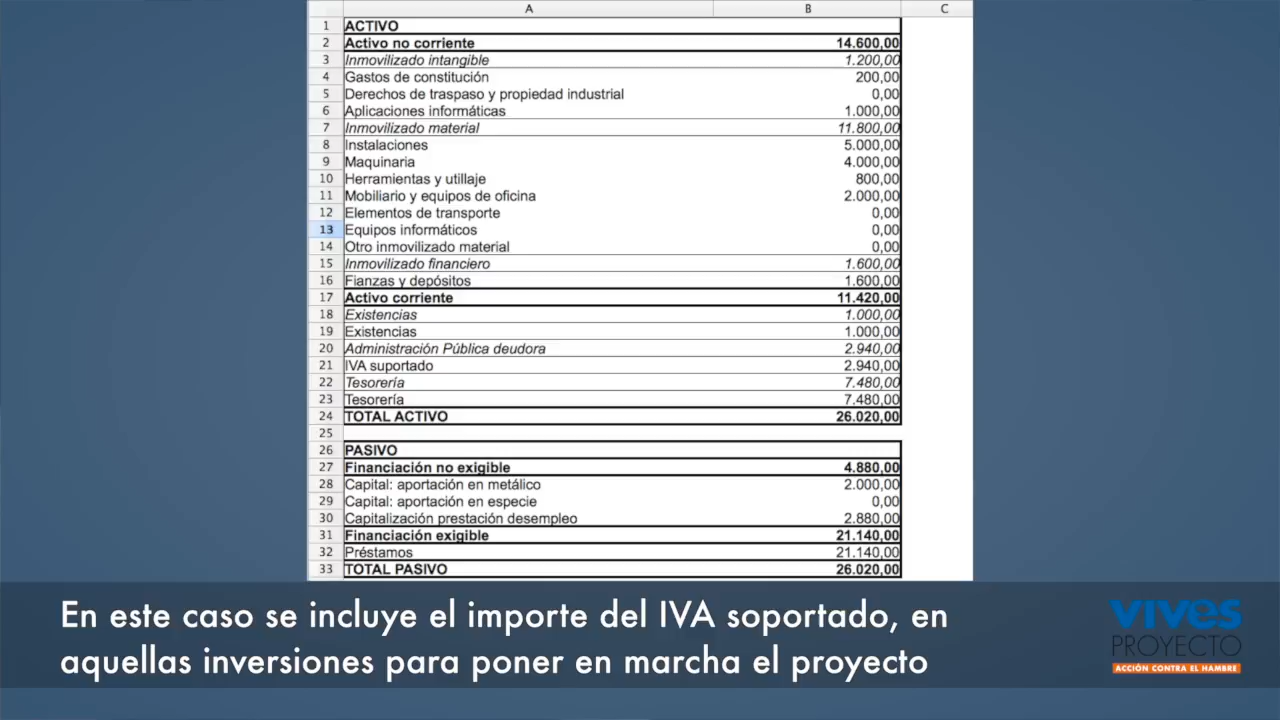 A B C
1 ACTIVO
2 Activo no corriente 14.600,00
3 Inmovilizado intangible 1.200,00
4 Gastos de constitución 200,00
5 Derechos de traspaso y propiedad industrial 0,00
6 Aplicaciones informáticas 1.000,00
7 Inmovilizado material 11.800,00
8 Instalaciones 5.000,00
9 Maquinaria 4.000,00
10 Herramientas y utillaje 800,00
11 Mobiliario y equipos de oficina 2.000,00
12 Elementos de transporte 0,00
13 Equipos informáticos 0,00
14 Otro inmovilizado material 0,00
15 Inmovilizado financiero 1.600,00
16 Fianzas y depósitos 1.600,00
17 Activo corriente 11.420,00
18 Existencias 1.000,00
19 Existencias 1.000,00
20 Administración Pública deudora 2.940,00
21 IVA suportado 2.940,00
22 Tesorería 7.480,00
23 Tesorería 7.480,00
24 TOTAL ACTIVO 26.020,00
25
26 PASIVO
27 Financiación no exigible 4.880,00
28 Capital: aportación en metálico 2.000,00
29 Capital: aportación en especie 0,00
30 Capitalización prestación desempleo 2.880,00
31 Financiación exigible 21.140,00
32 Préstamos 21.140,00
33 TOTAL PASIVO 26.020,00
En este caso se incluye el importe del IVA soportado, en
aquellas inversiones para poner en marcha el proyecto
vives
PROYECTO
ACCIÓN CONTRA EL HAMBRE